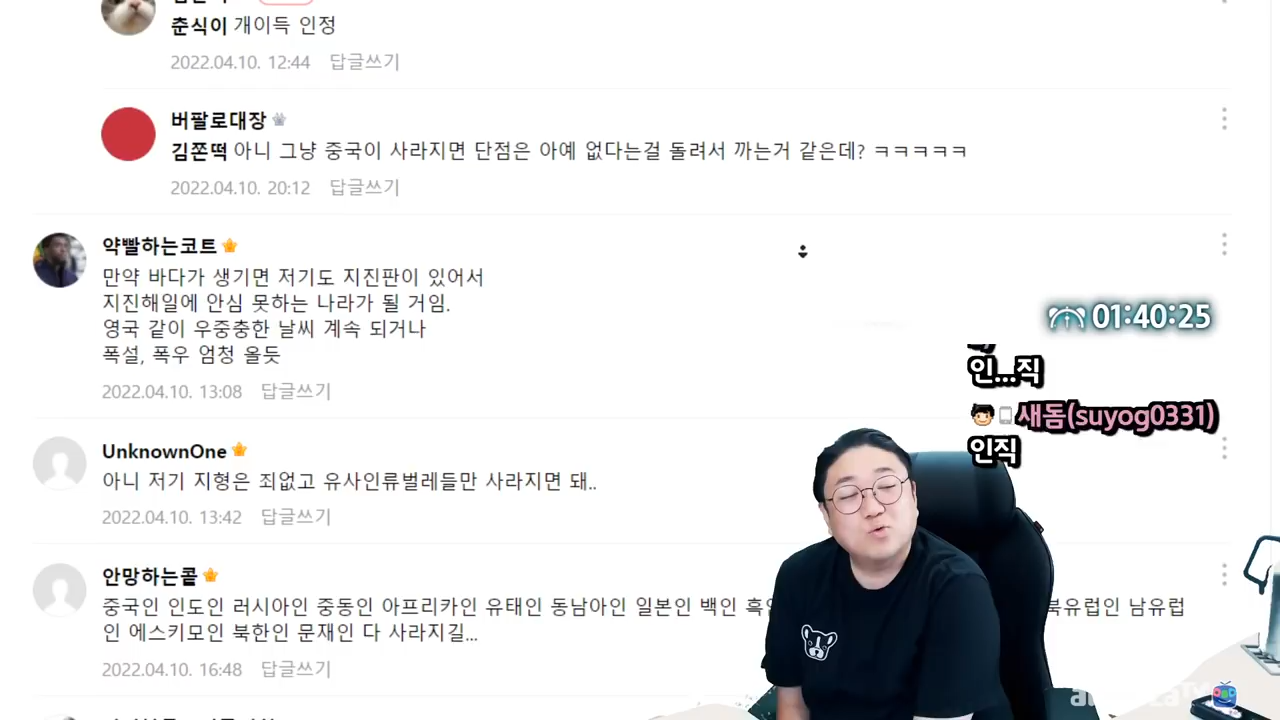 춘식이 개이득 인정
2022.04.10. 12:44 답글쓰기
버팔로대장
김쫀떡 아니 그냥 중국이 사라지면 단점은 아예 없다는걸 돌려서 까는거 같은데? ㅋㅋㅋㅋㅋ
2022.04.10. 20:12 답글쓰기
약빨하는코트
만약 바다가 생기면 저기도 지진판이 있어서
지진해일에 안심 못하는 나라가 될 거임.
영국 같이 우중충한 날씨 계속 되거나
폭설, 폭우 엄청 올듯
2022.04.10. 13:08 답글쓰기
01:40:25
인...직
새돔(suyog0331)
인직
UnknownOne
아니 저기 지형은 죄없고 유사인류벌레들만 사라지면 돼..
2022.04.10. 13:42 답글쓰기
안망하는콭
중국인 인도인 러시아인 중동인 아프리카인 유태인 동남아인 일본인 백인 북유럽인 남유럽
인 에스키모인 북한인 문재인 다 사라지길...
2022.04.10. 16:48 답글쓰기